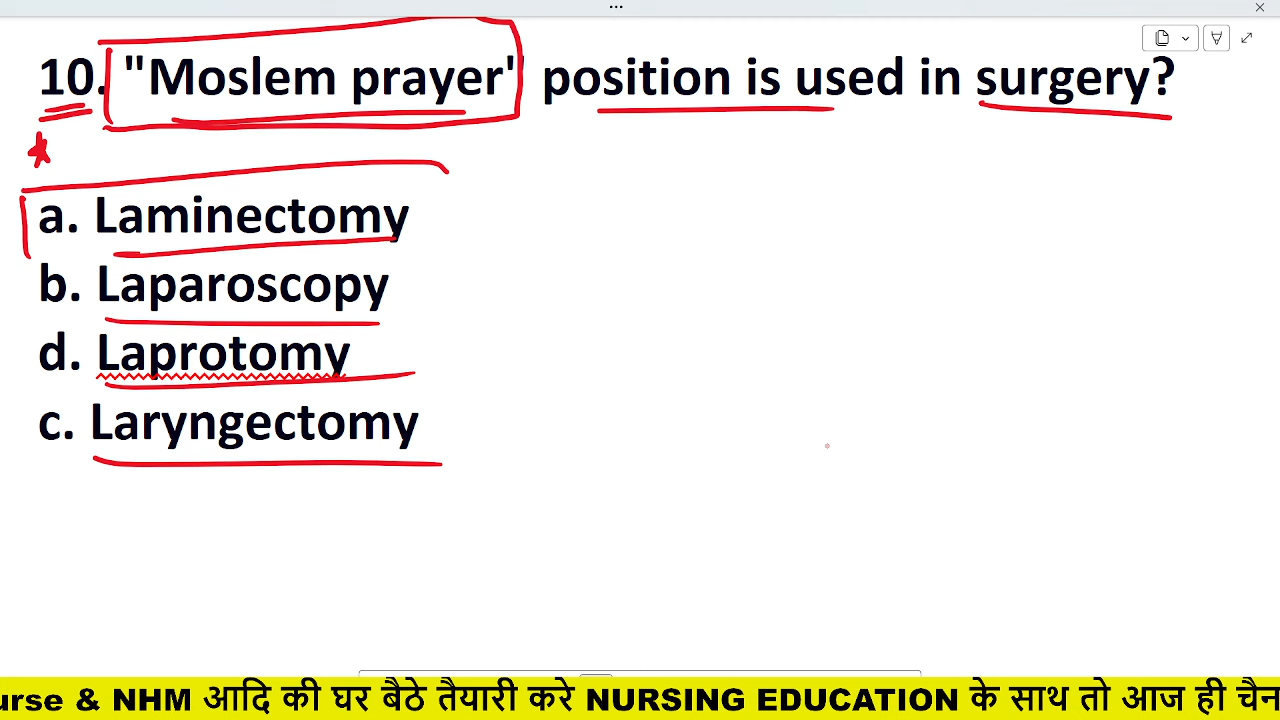 10. "Moslem prayer" position is used in surgery?
a. Laminectomy
b. Laparoscopy
d. Laprotomy
c. Laryngectomy
urse & NHM आदि की घर बैठे तैयारी करे NURSING EDUCATION के साथ तो आज ही चैन